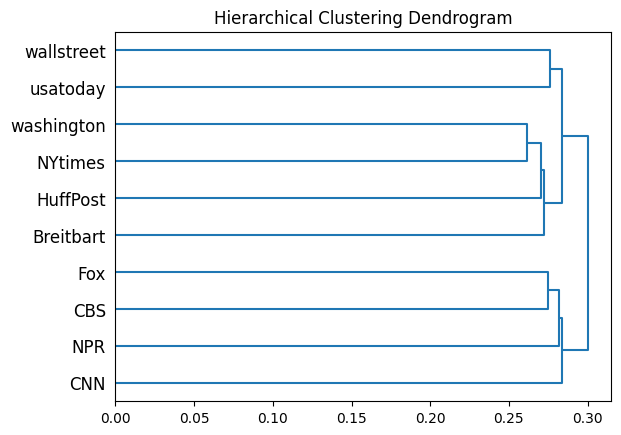 Hierarchical Clustering Dendrogram
wallstreet
usatoday
washington
NYtimes
HuffPost
Breitbart
Fox
CBS
NPR
CNN
0.00 0.05 0.10 0.15 0.20 0.25 0.30